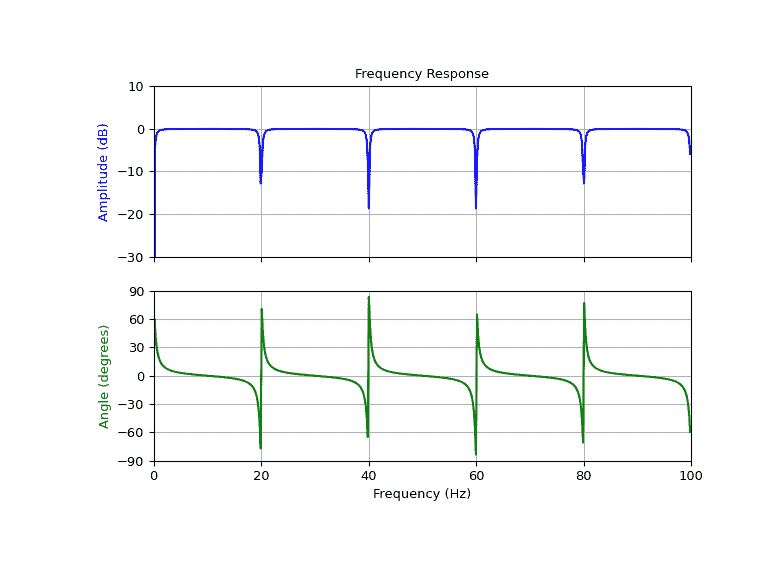 Frequency Response
Amplitude (dB)
10
0
−10
−20
−30
Angle (degrees)
90
60
30
0
−30
−60
−90
0 20 40 60 80 100
Frequency (Hz)